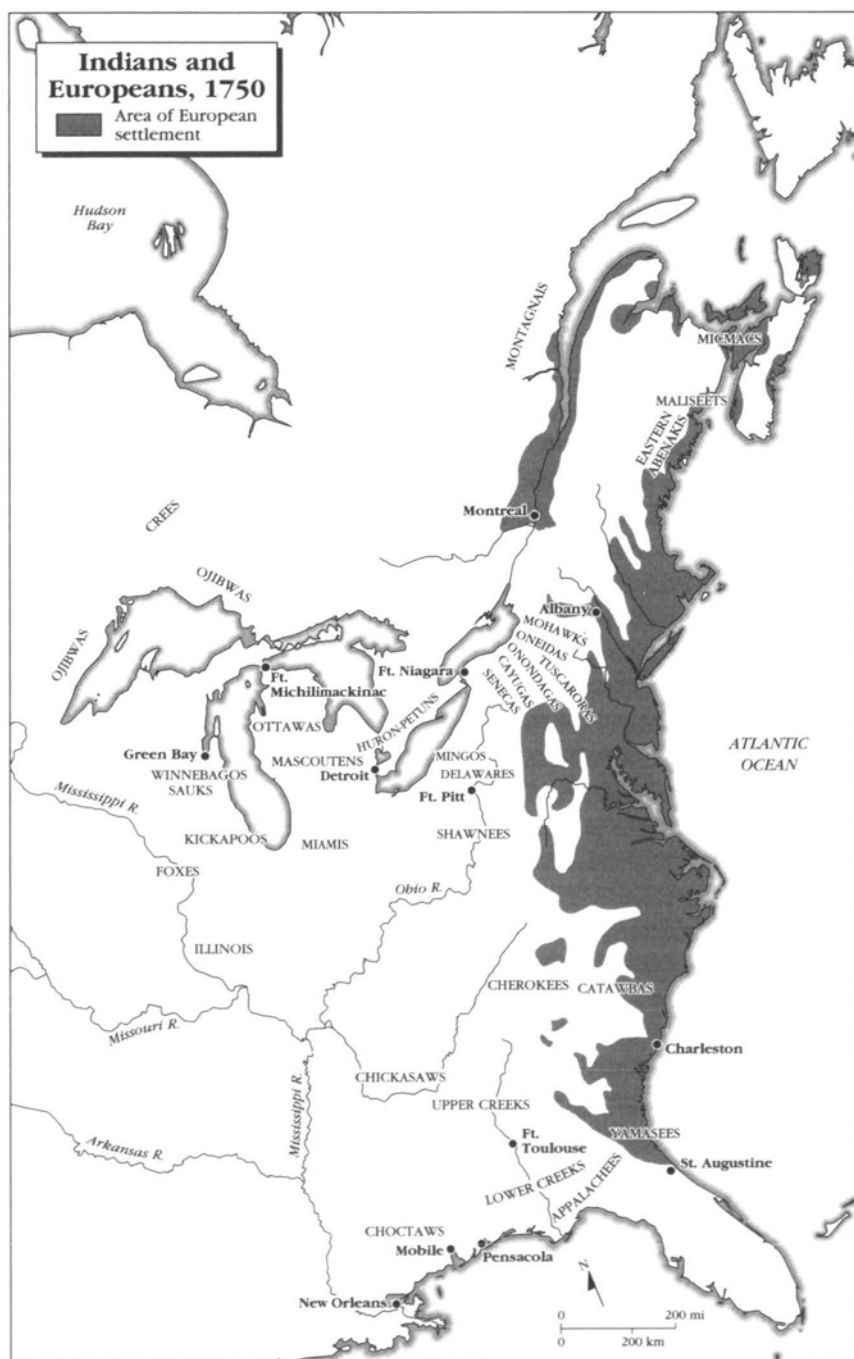 Indians and
Europeans, 1750
Area of European
settlement
Hudson
Bay
MONTAGNAIS
MICMACS
MALISEETS
EASTERN
ABENAKIS
Montreal
CREES
OJIBWAS
OJIBWAS
Albany
MOHAWKS
ONEIDAS
TUSCARORAS
ONONDAGAS
CAYUGAS
SENECAS
Ft. Niagara
Ft.
Michilimackinac
OTTAWAS
HURON-PETUNS
Green Bay
MASCOUTENS
Detroit
MINGOS
DELAWARES
ATLANTIC
OCEAN
WINNEBAGOS
SAUKS
Mississippi R.
Ft. Pitt
KICKAPOOS
MIAMIS
SHAWNEES
FOXES
Ohio R.
ILLINOIS
CHEROKEES
CATAWBAS
Missouri R.
Charleston
CHICKASAWS
Mississippi R.
UPPER CREEKS
YAMASEES
Arkansas R.
Ft.
Toulouse
St. Augustine
LOWER CREEKS
APPALACHEES
CHOCTAWS
Mobile
Pensacola
New Orleans
N
0 200 mi
0 200 km